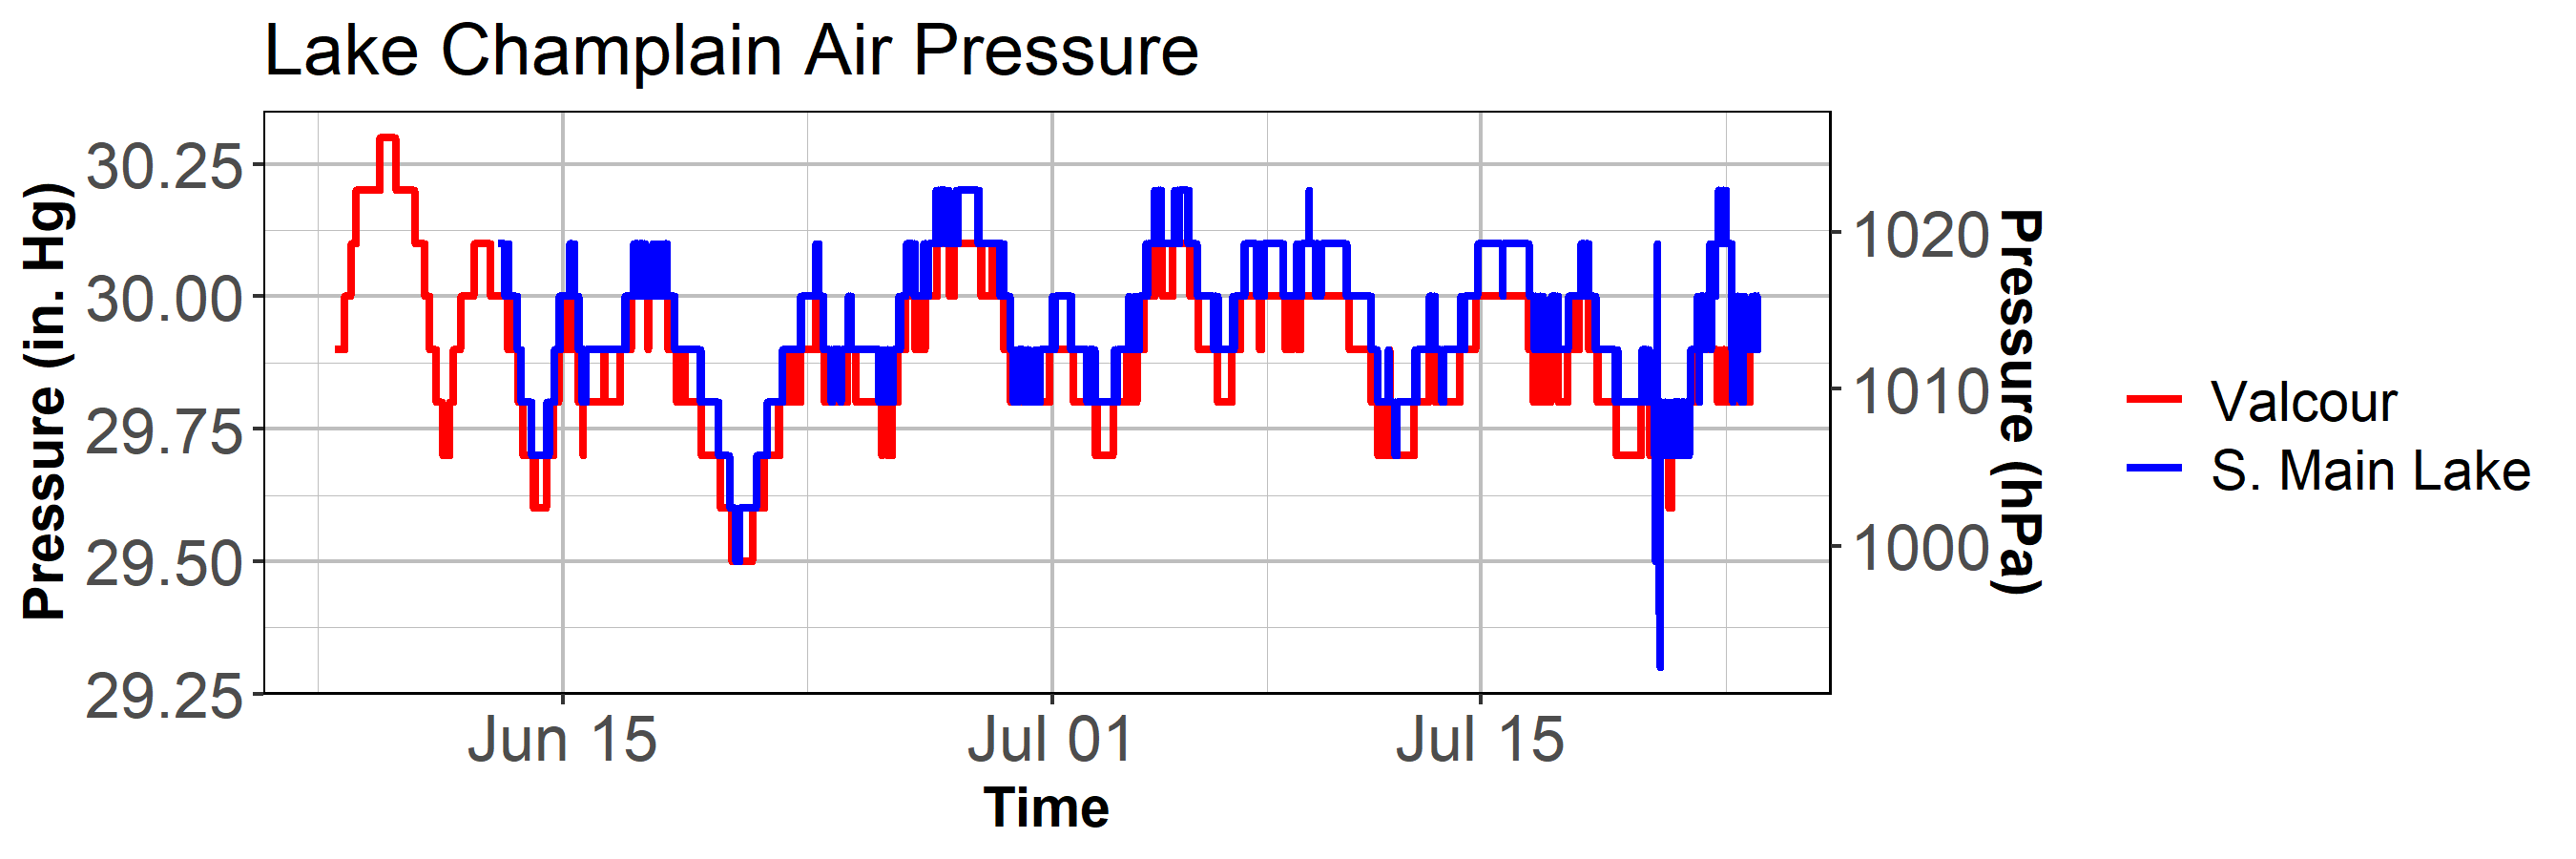 Lake Champlain Air Pressure
Pressure (in. Hg)
30.25
30.00
29.75
29.50
29.25
1020
1010
1000
Pressure (hPa)
Jun 15
Jul 01
Jul 15
Time
Valcour
S. Main Lake